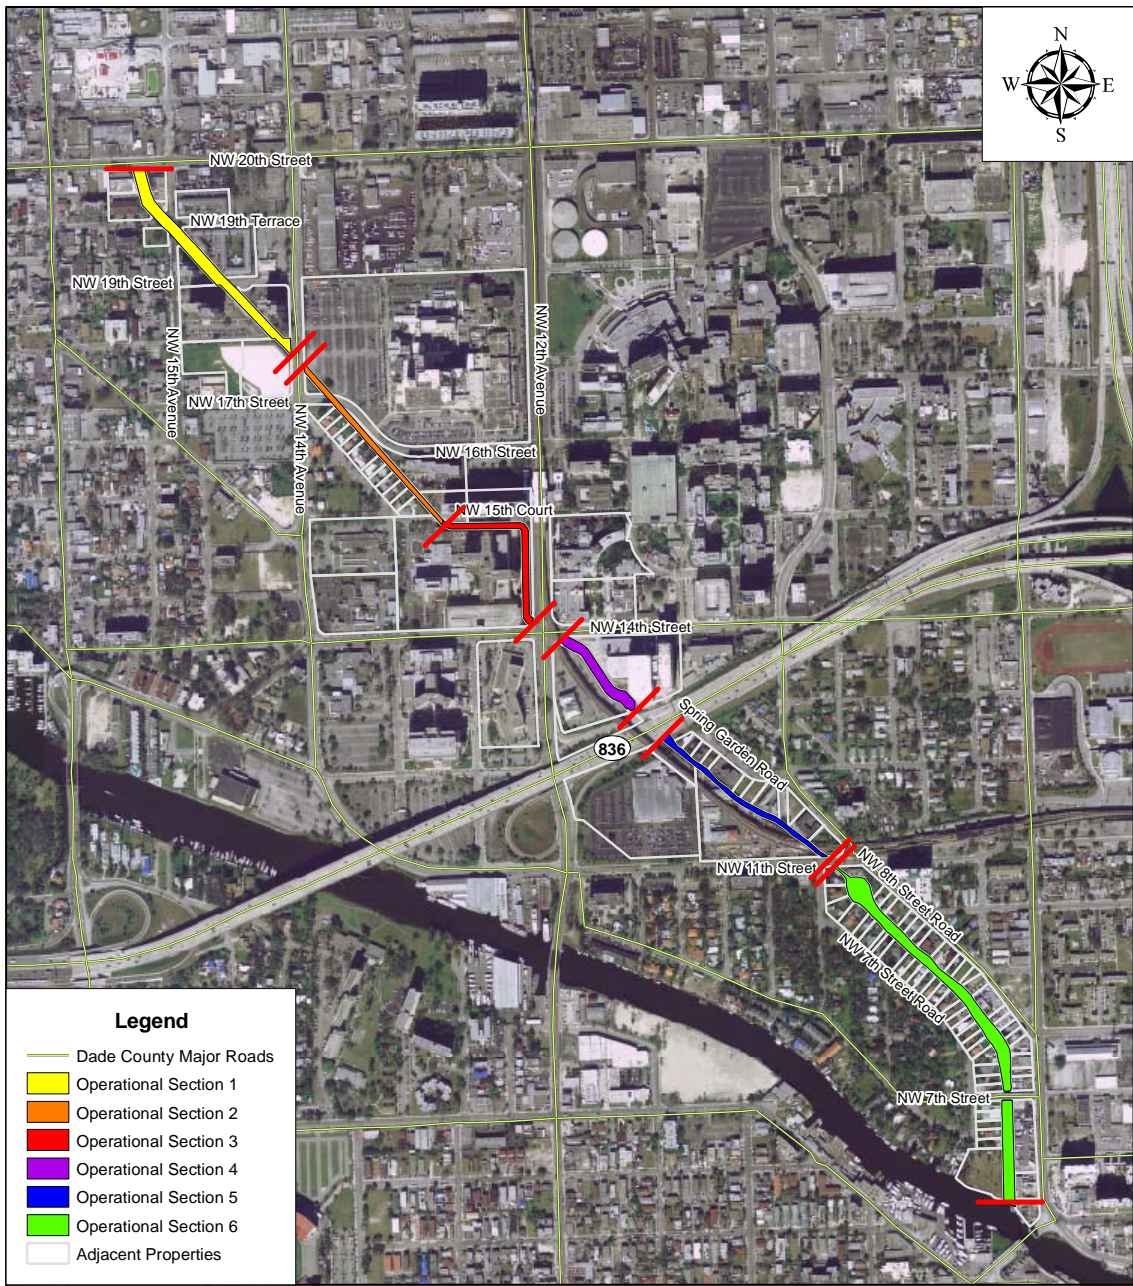 N
W
E
S
NW 20th Street
NW 19th Terrace
NW 19th Street
NW 15th Avenue
NW 12th Avenue
NW 17th Street
NW 14th Avenue
NW 16th Street
NW 15th Court
NW 14th Street
Spring Garden Road
836
NW 11th Street
NW 8th Street Road
NW 7th Street Road
NW 7th Street
Legend
Dade County Major Roads
Operational Section 1
Operational Section 2
Operational Section 3
Operational Section 4
Operational Section 5
Operational Section 6
Adjacent Properties